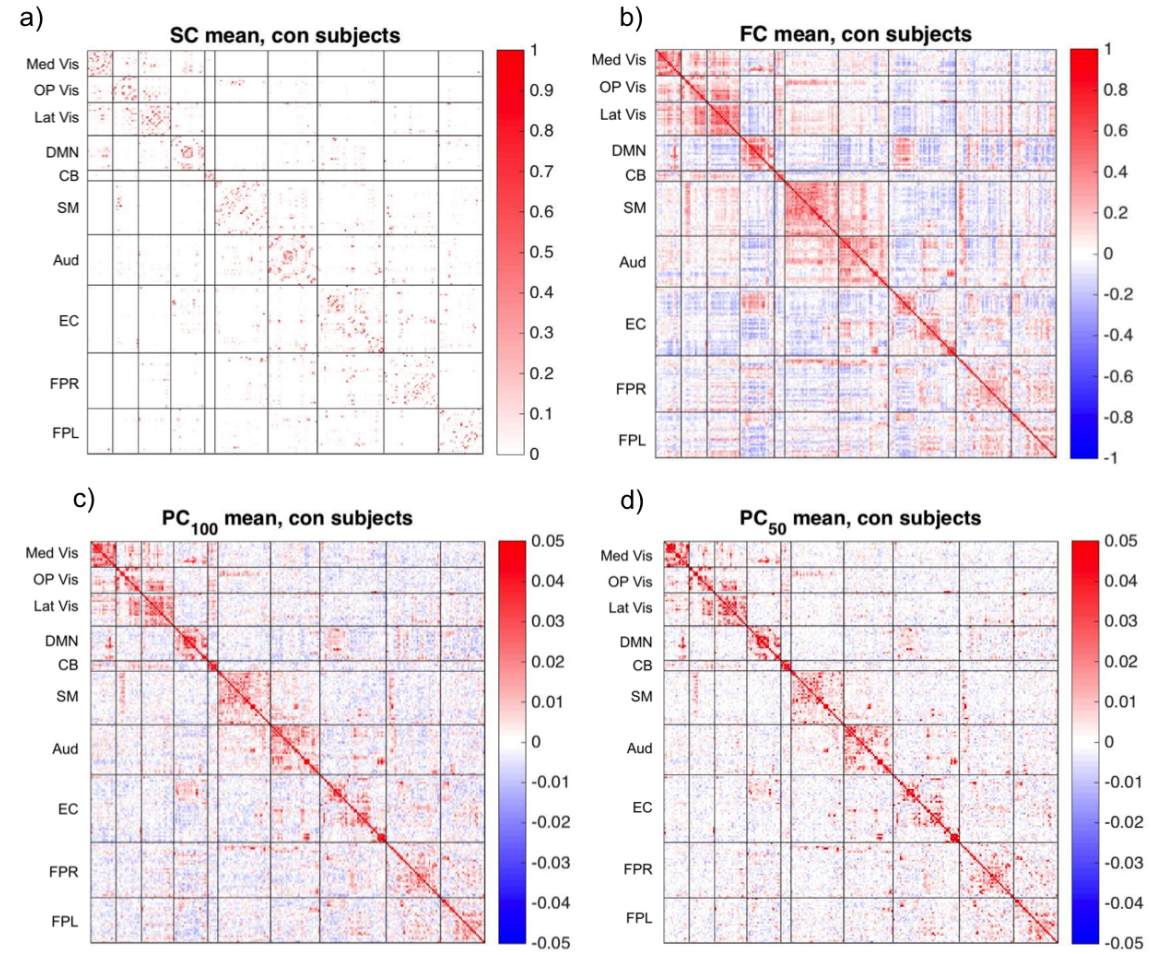 a)
SC mean, con subjects
Med Vis
OP Vis
Lat Vis
DMN
CB
SM
Aud
EC
FPR
FPL
1
0.9
0.8
0.7
0.6
0.5
0.4
0.3
0.2
0.1
0
b)
FC mean, con subjects
Med Vis
OP Vis
Lat Vis
DMN
CB
SM
Aud
EC
FPR
FPL
1
0.8
0.6
0.4
0.2
0
-0.2
-0.4
-0.6
-0.8
-1
c)
PC100 mean, con subjects
Med Vis
OP Vis
Lat Vis
DMN
CB
SM
Aud
EC
FPR
FPL
0.05
0.04
0.03
0.02
0.01
0
-0.01
-0.02
-0.03
-0.04
-0.05
d)
PC50 mean, con subjects
Med Vis
OP Vis
Lat Vis
DMN
CB
SM
Aud
EC
FPR
FPL
0.05
0.04
0.03
0.02
0.01
0
-0.01
-0.02
-0.03
-0.04
-0.05